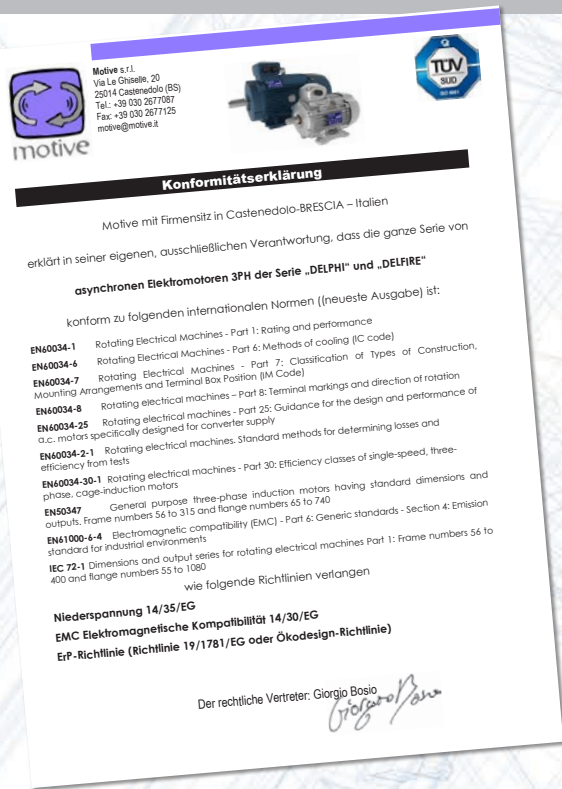 motive
Motive s.r.l.
Via Le Ghiselle, 20
25014 Castenedolo (BS)
Tel.: +39 030 2677087
Fax: +39 030 2677125
motive@motive.it
TÜV
SUD
ISO 9001
Konformitätserklärung
Motive mit Firmensitz in Castenedolo-BRESCIA – Italien
erklärt in seiner eigenen, ausschließlichen Verantwortung, dass die ganze Serie von
asynchronen Elektromotoren 3PH der Serie „DELPHI" und „DELFIRE"
konform zu folgenden internationalen Normen ((neueste Ausgabe) ist:
EN60034-1 Rotating Electrical Machines - Part 1: Rating and performance
EN60034-6 Rotating Electrical Machines - Part 6: Methods of cooling (IC code)
EN60034-7 Rotating Electrical Machines - Part 7: Classification of Types of Construction,
Mounting Arrangements and Terminal Box Position (IM Code)
EN60034-8 Rotating electrical machines – Part 8: Terminal markings and direction of rotation
EN60034-25 Rotating electrical machines - Part 25: Guidance for the design and performance of
a.c. motors specifically designed for converter supply
EN60034-2-1 Rotating electrical machines. Standard methods for determining losses and
efficiency from tests
EN60034-30-1 Rotating electrical machines - Part 30: Efficiency classes of single-speed, three-
phase, cage-induction motors
EN50347 General purpose three-phase induction motors having standard dimensions and
outputs. Frame numbers 56 to 315 and flange numbers 65 to 740
EN61000-6-4 Electromagnetic compatibility (EMC) - Part 6: Generic standards - Section 4: Emission
standard for industrial environments
IEC 72-1 Dimensions and output series for rotating electrical machines Part 1: Frame numbers 56 to
400 and flange numbers 55 to 1080
wie folgende Richtlinien verlangen
Niederspannung 14/35/EG
EMC Elektromagnetische Kompatibilität 14/30/EG
ErP-Richtlinie (Richtlinie 19/1781/EG oder Ökodesign-Richtlinie)
Der rechtliche Vertreter: Giorgio Bosio
Giorgio Bosio